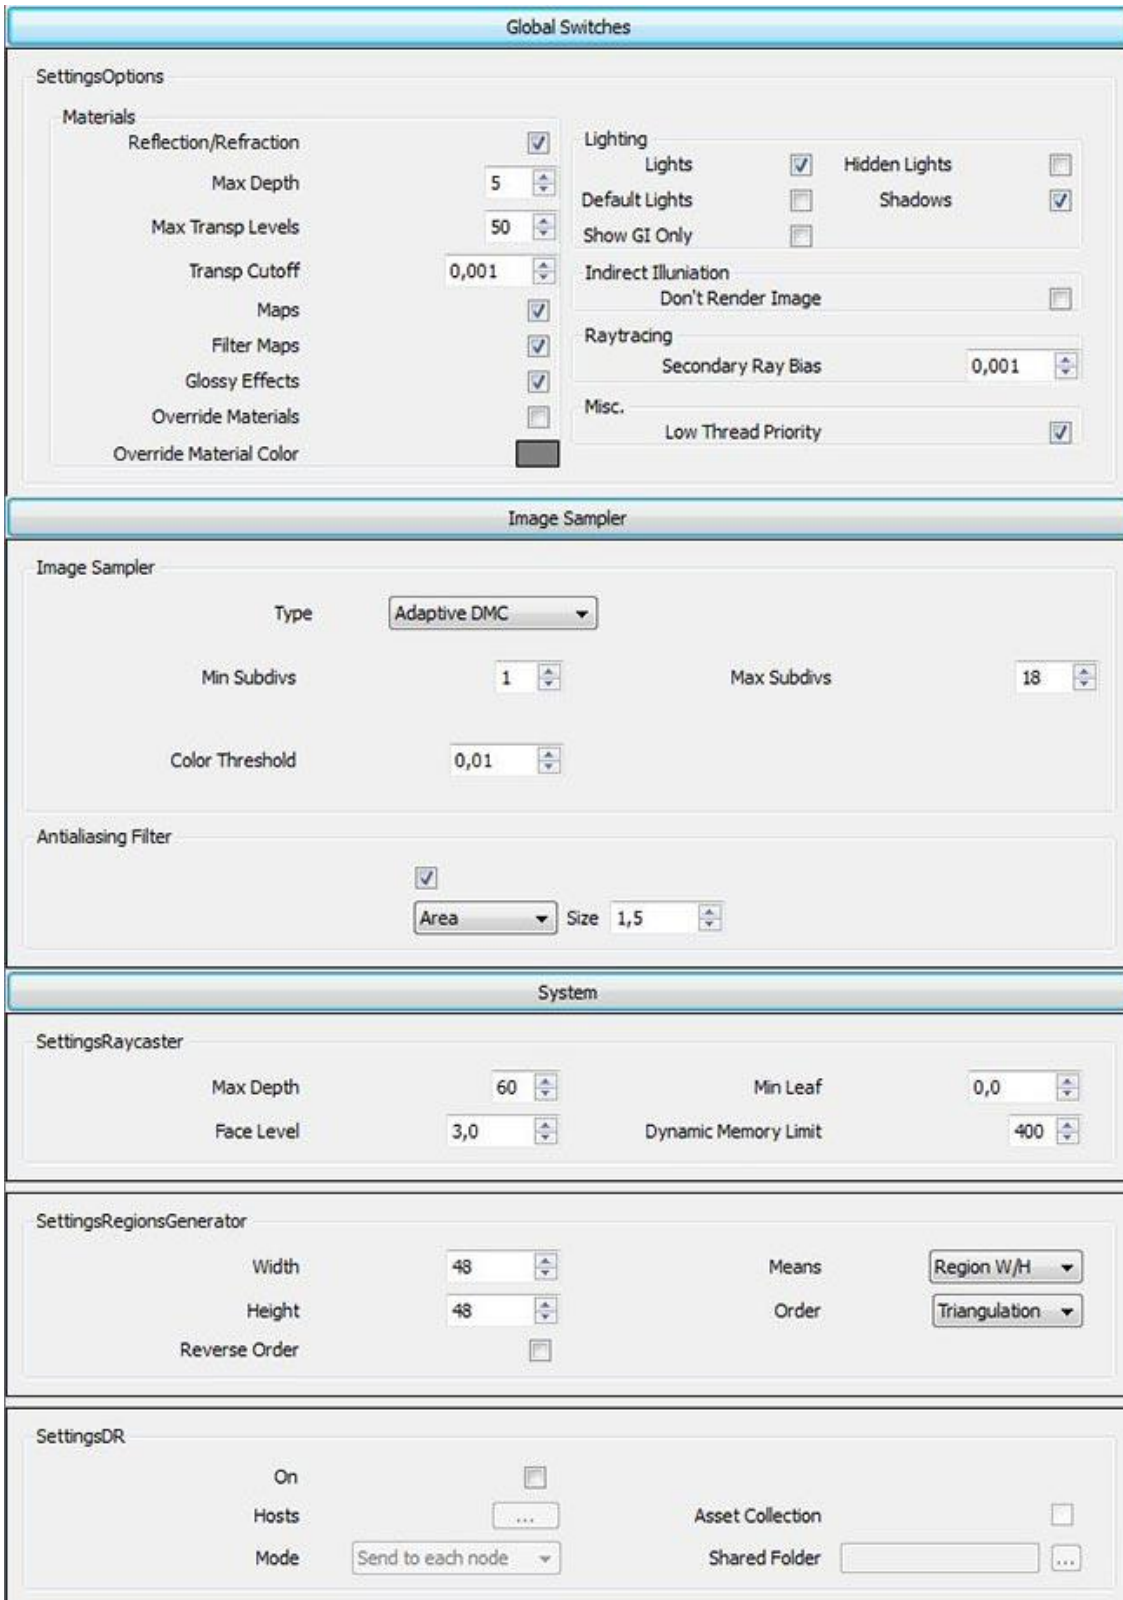 Global Switches
SettingsOptions
Materials
Reflection/Refraction
Max Depth 5
Max Transp Levels 50
Transp Cutoff 0,001
Maps
Filter Maps
Glossy Effects
Override Materials
Override Material Color
Lighting
Lights Hidden Lights
Default Lights Shadows
Show GI Only
Indirect Illuniation
Don't Render Image
Raytracing
Secondary Ray Bias 0,001
Misc.
Low Thread Priority
Image Sampler
Image Sampler
Type Adaptive DMC
Min Subdivs 1 Max Subdivs 18
Color Threshold 0,01
Antialiasing Filter
Area Size 1,5
System
SettingsRaycaster
Max Depth 60 Min Leaf 0,0
Face Level 3,0 Dynamic Memory Limit 400
SettingsRegionsGenerator
Width 48 Means Region W/H
Height 48 Order Triangulation
Reverse Order
SettingsDR
On
Hosts ... Asset Collection
Mode Send to each node Shared Folder ...